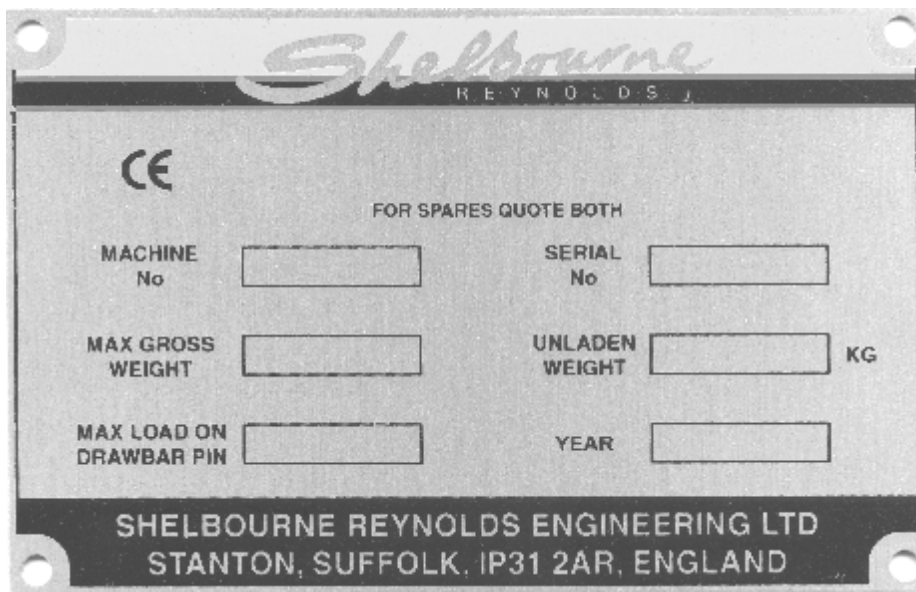 Shelbourne
REYNOLDS
CE
FOR SPARES QUOTE BOTH
MACHINE No
SERIAL No
MAX GROSS WEIGHT
UNLADEN WEIGHT KG
MAX LOAD ON DRAWBAR PIN
YEAR
SHELBOURNE REYNOLDS ENGINEERING LTD
STANTON, SUFFOLK, IP31 2AR, ENGLAND